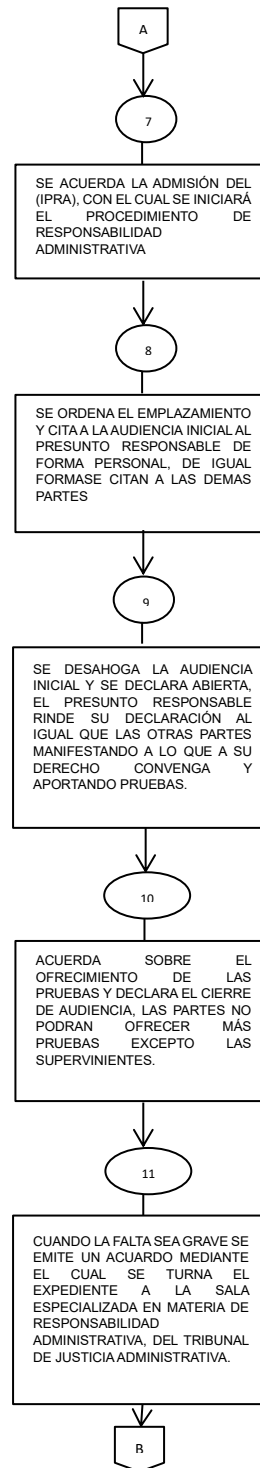 A
7
SE ACUERDA LA ADMISIÓN DEL
(IPRA), CON EL CUAL SE INICIARÁ
EL PROCEDIMIENTO DE
RESPONSABILIDAD
ADMINISTRATIVA
8
SE ORDENA EL EMPLAZAMIENTO
Y CITA A LA AUDIENCIA INICIAL AL
PRESUNTO RESPONSABLE DE
FORMA PERSONAL, DE IGUAL
FORMASE CITAN A LAS DEMAS
PARTES
9
SE DESAHOGA LA AUDIENCIA
INICIAL Y SE DECLARA ABIERTA,
EL PRESUNTO RESPONSABLE
RINDE SU DECLARACIÓN AL
IGUAL QUE LAS OTRAS PARTES
MANIFESTANDO A LO QUE A SU
DERECHO CONVENGA Y
APORTANDO PRUEBAS.
10
ACUERDA SOBRE EL
OFRECIMIENTO DE LAS
PRUEBAS Y DECLARA EL CIERRE
DE AUDIENCIA, LAS PARTES NO
PODRAN OFRECER MÁS
PRUEBAS EXCEPTO LAS
SUPERVINIENTES.
11
CUANDO LA FALTA SEA GRAVE SE
EMITE UN ACUARDO MEDIANTE
EL CUAL SE TURNA EL
EXPEDIENTE A LA SALA
ESPECIALIZADA EN MATERIA DE
RESPONSABILIDAD
ADMINISTRATIVA, DEL TRIBUNAL
DE JUSTICIA ADMINISTRATIVA.
B